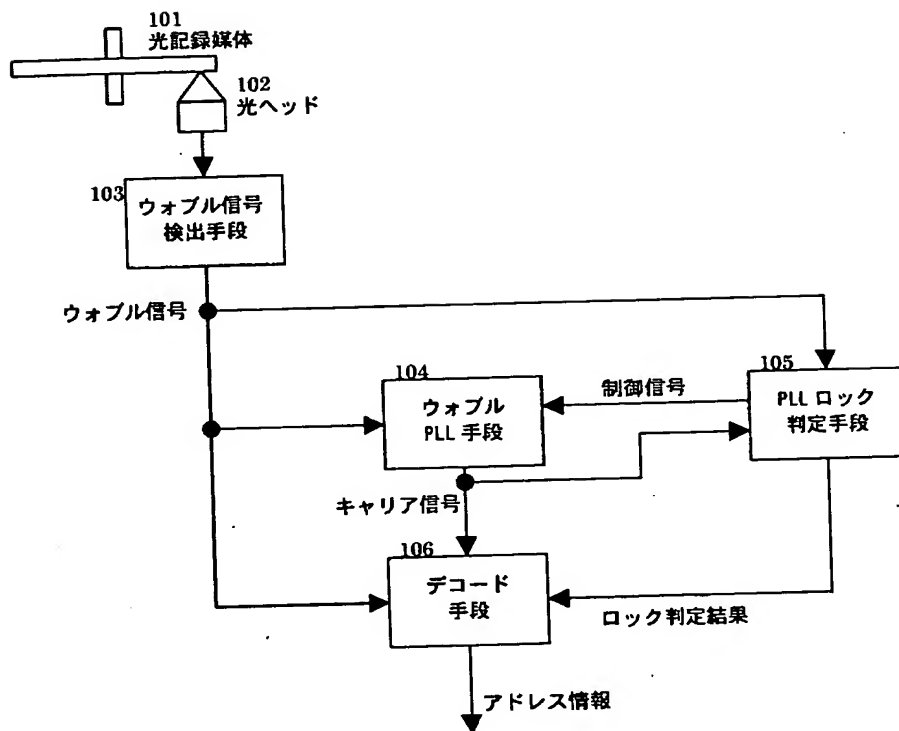 101
光記録媒体
102
光ヘッド
103
ウォブル信号
検出手段
ウォブル信号
105
PLL ロック
判定手段
制御信号
104
ウォブル
PLL 手段
キャリア信号
106
デコード
手段
ロック判定結果
アドレス情報